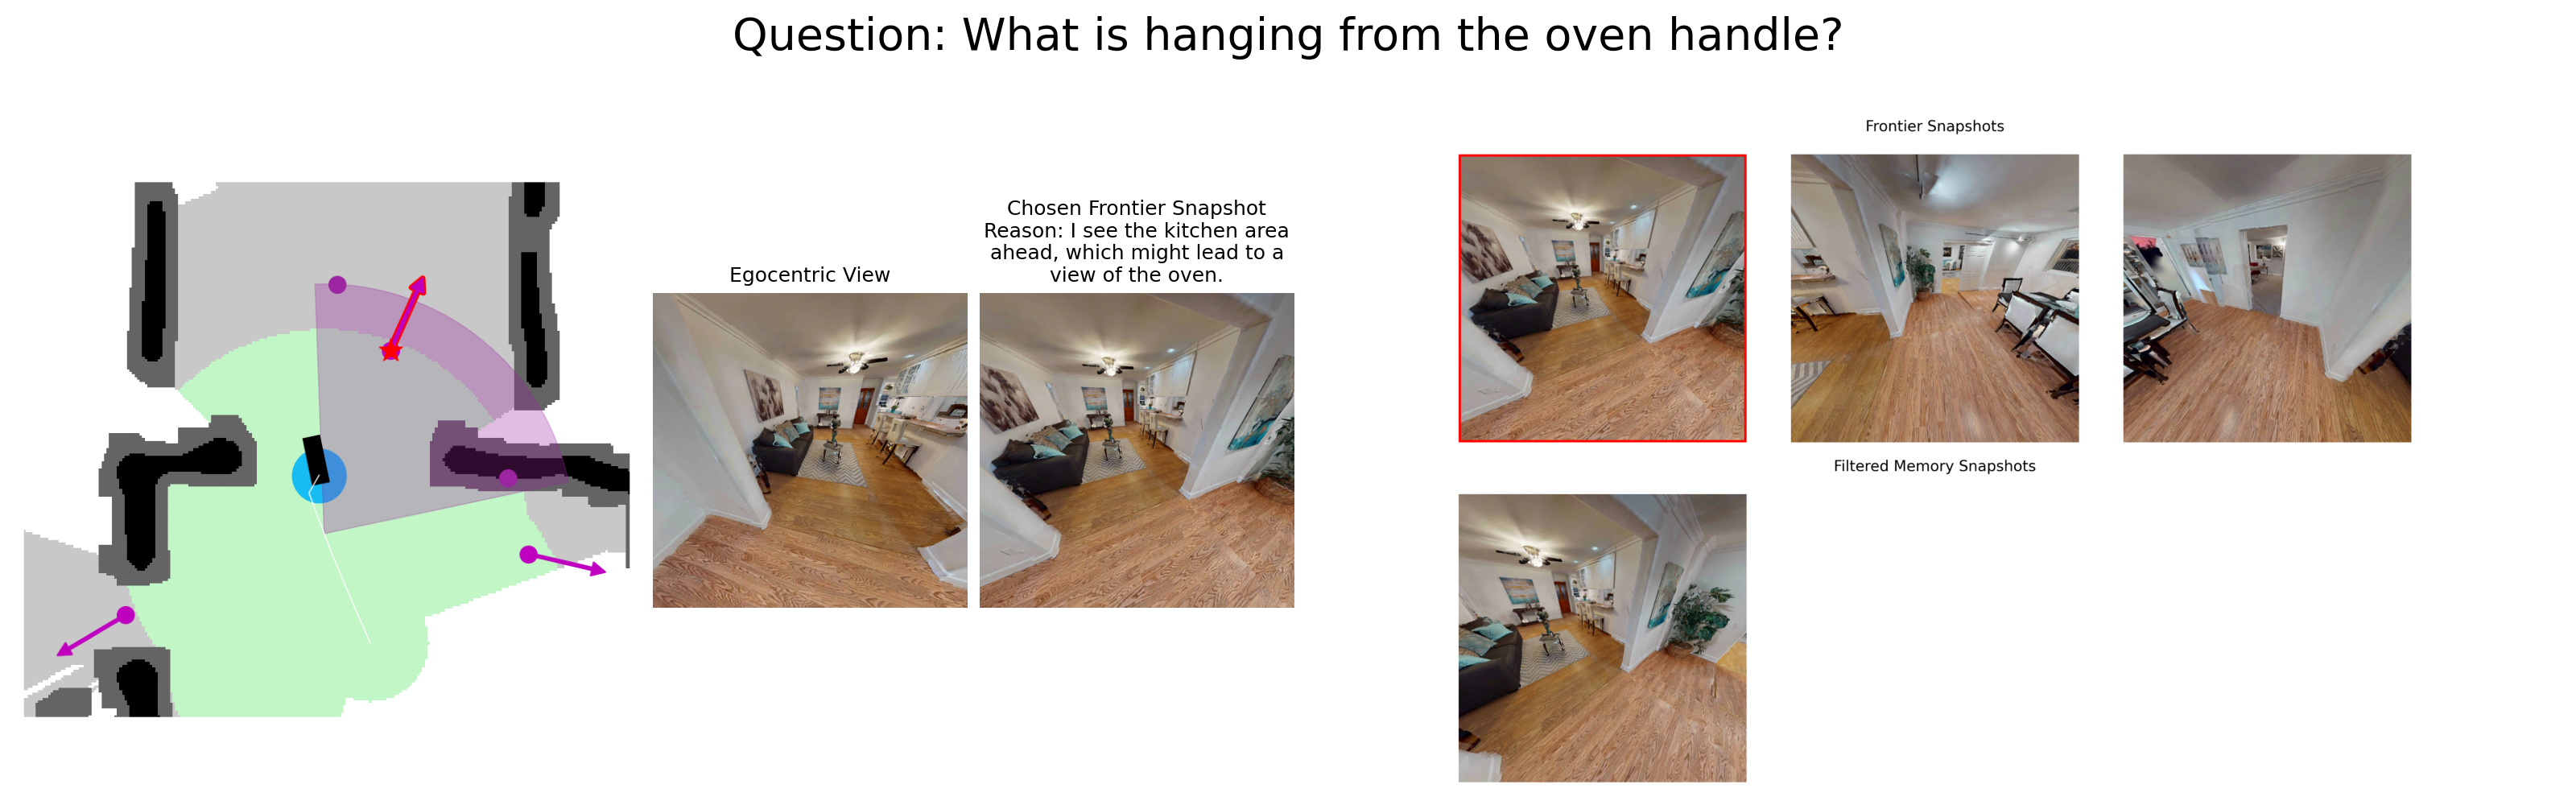 Question: What is hanging from the oven handle?
Frontier Snapshots
Chosen Frontier Snapshot
Reason: I see the kitchen area
ahead, which might lead to a
view of the oven.
Egocentric View
Filtered Memory Snapshots